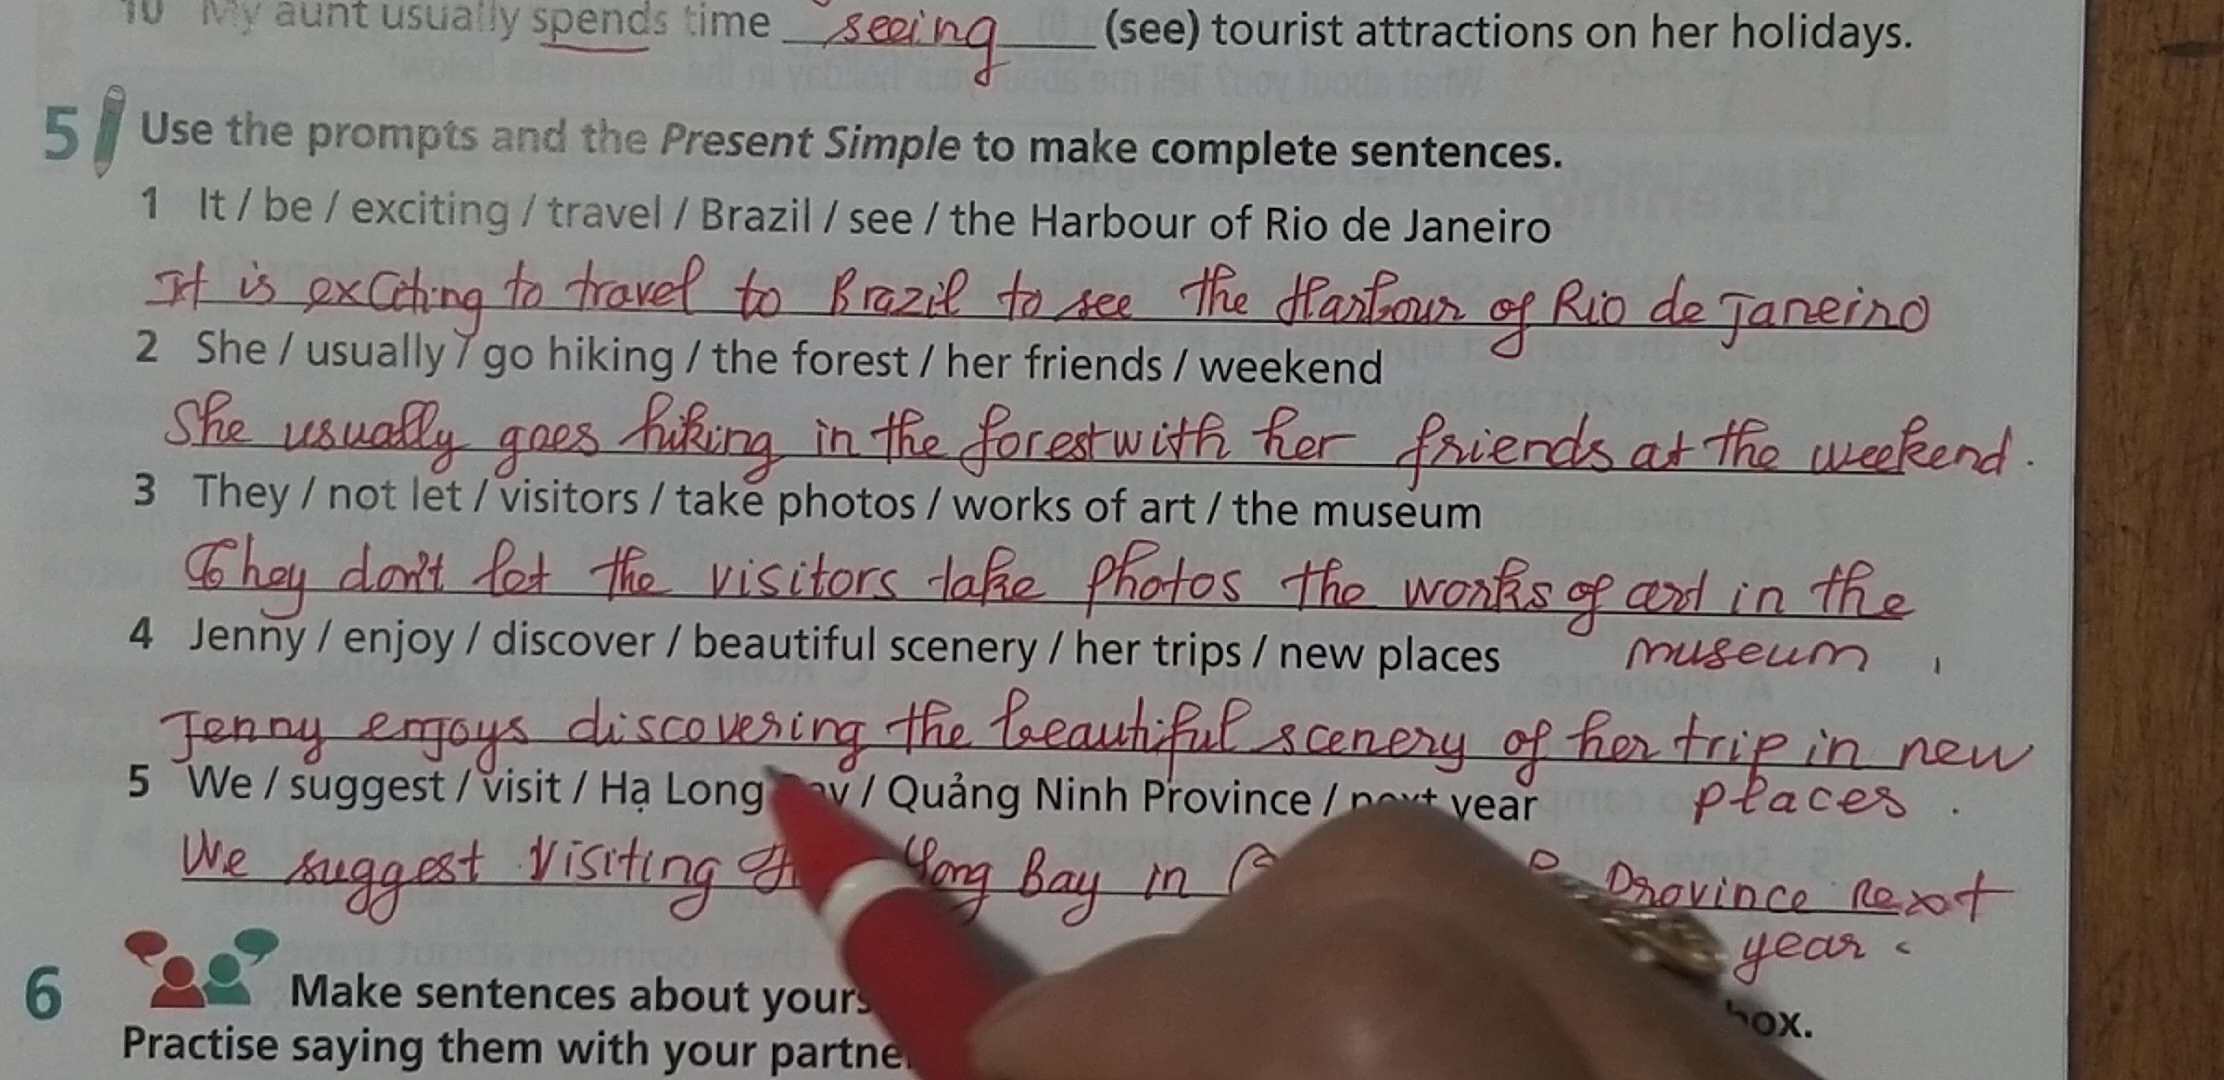 10 My aunt usually spends time seeing (see) tourist attractions on her holidays.
5 Use the prompts and the Present Simple to make complete sentences.
1 It / be / exciting / travel / Brazil / see / the Harbour of Rio de Janeiro
It is exciting to travel to Brazil to see the Harbour of Rio de Janeiro
2 She / usually / go hiking / the forest / her friends / weekend
She usually goes hiking in the forest with her friends at the weekend.
3 They / not let / visitors / take photos / works of art / the museum
They don't let the visitors take photos the works of art in the
museum.
4 Jenny / enjoy / discover / beautiful scenery / her trips / new places
Jenny enjoys discovering the beautiful scenery of her trip in new
places.
5 We / suggest / visit / Hạ Long / Quảng Ninh Province / next year
We suggest visiting Long Bay in Province next
year.
6 Make sentences about box.
Practise saying them with your